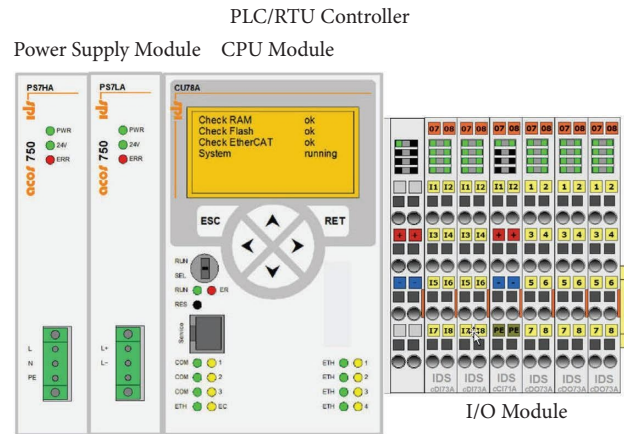 PLC/RTU Controller
Power Supply Module CPU Module
PS7HA PS7LA CU78A
PWR
24V
ERR
acos 750
PWR
24V
ERR
acos 750
Check RAM ok
Check Flash ok
Check EtherCAT ok
System running
ESC RET
RUN
SEL
RUN ER
RES
Service
L
N
PE
L+
L-
COM 1 ETH 1
COM 2 ETH 2
COM 3 ETH 3
ETH EC ETH 4
07 08 07 08 07 08 07 08 07 08 07 08
I1 I2 I1 I2 I1 I2 1 2 1 2 1 2
+ + I3 I4 I3 I4 + + 3 4 3 4 3 4
- - I5 I6 I5 I6 - - 5 6 5 6 5 6
I7 I8 I7 I8 PE PE 7 8 7 8 7 8
IDS IDS IDS IDS IDS IDS
cDI73A cDI73A cCI71A cDO73A cDO73A cDO73A
I/O Module